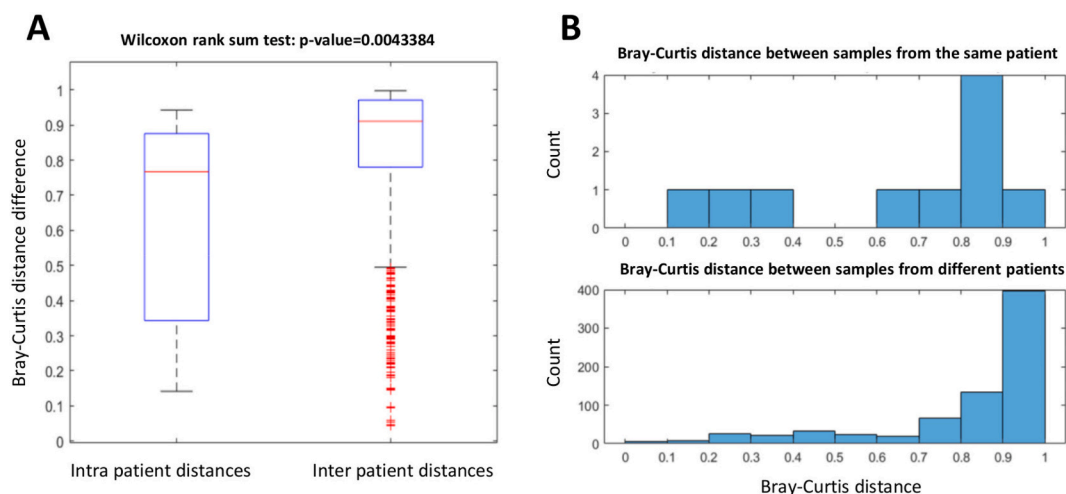 A
Wilcoxon rank sum test: p-value=0.0043384
Bray-Curtis distance difference
1
0.9
0.8
0.7
0.6
0.5
0.4
0.3
0.2
0.1
0
Intra patient distances
Inter patient distances
B
Bray-Curtis distance between samples from the same patient
Count
4
3
2
1
0
0 0.1 0.2 0.3 0.4 0.5 0.6 0.7 0.8 0.9 1
Bray-Curtis distance between samples from different patients
Count
400
300
200
100
0
0 0.1 0.2 0.3 0.4 0.5 0.6 0.7 0.8 0.9 1
Bray-Curtis distance